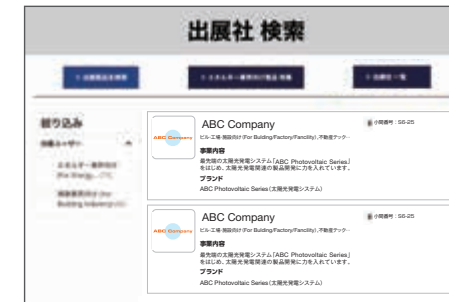 出展社 検索
絞り込み
ABC Company
小間番号：S6-25
ABC Company
ビル・工場・施設向け(For Building/Factory/Fancility),不動産テック…
事業内容
最先端の太陽光発電システム「ABC Photovoltaic Series」
をはじめ、太陽光発電関連の製品開発に力を入れています。
ブランド
ABC Photovoltaic Series（太陽光発電システム）
ABC Company
小間番号：S6-25
ABC Company
ビル・工場・施設向け(For Building/Factory/Fancility),不動産テック…
事業内容
最先端の太陽光発電システム「ABC Photovoltaic Series」
をはじめ、太陽光発電関連の製品開発に力を入れています。
ブランド
ABC Photovoltaic Series（太陽光発電システム）